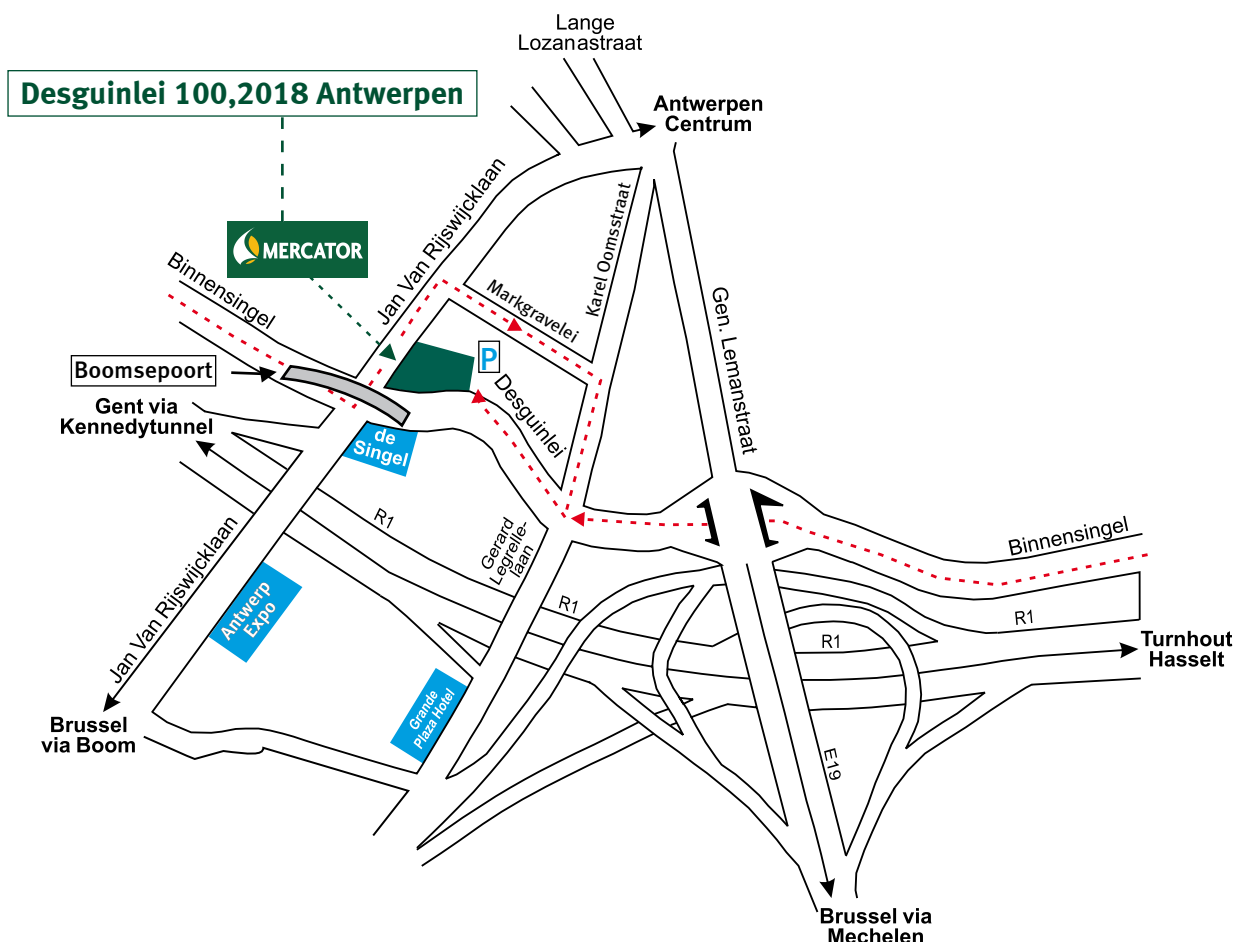 Lange
Lozanastraat
Desguinlei 100,2018 Antwerpen
Antwerpen
Centrum
MERCATOR
Jan Van Rijswijcklaan
Karel Oomsstraat
Binnensingel
Markgravelei
Gen. Lemanstraat
P
Boomsepoort
Desguinlei
Gent via
Kennedytunnel
de
Singel
R1
Gerard
Legrelle-
laan
Binnensingel
Jan Van Rijswijcklaan
Antwerp
Expo
R1
R1
R1
Turnhout
Hasselt
Grande
Plaza Hotel
Brussel
via Boom
E19
Brussel via
Mechelen